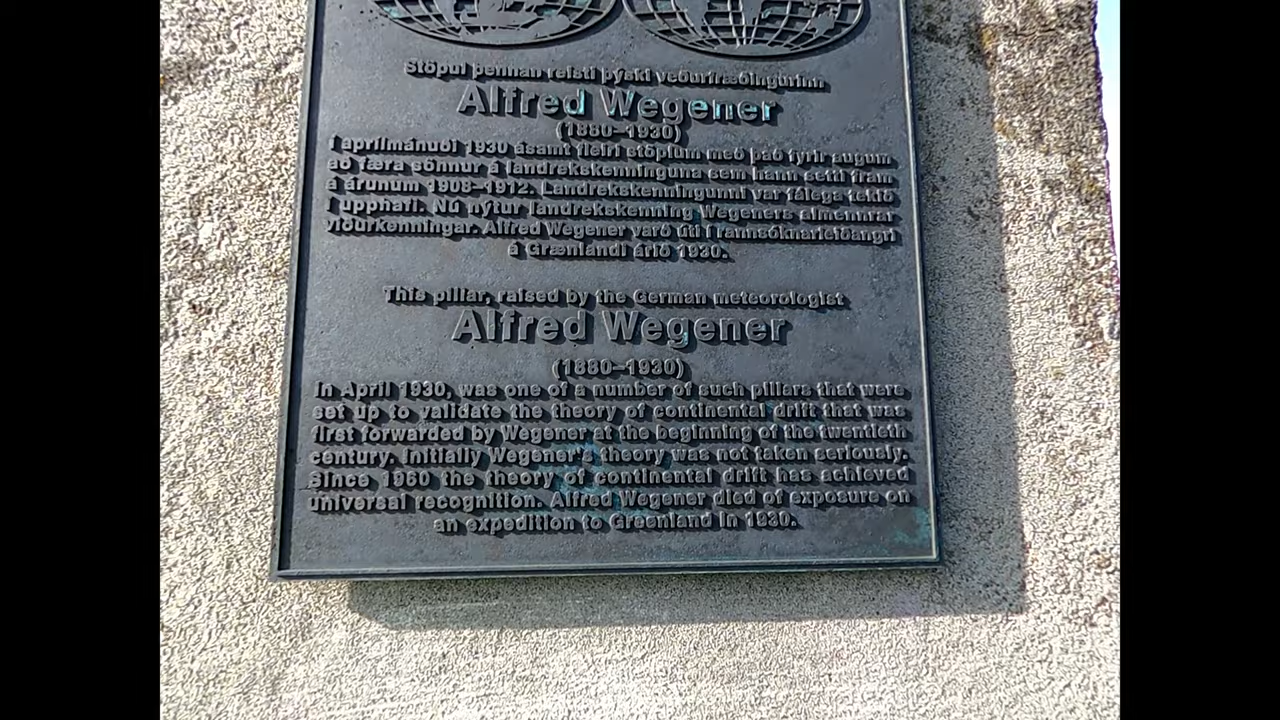 Stöpul þennan reisti þýski veðurfræðingurinn
Alfred Wegener
(1880–1930)
í aprílmánuði 1930 ásamt fleiri stöplum með það fyrir augum
að færa sönnur á landrekskenninguna sem hann setti fram
á árunum 1908–1912. Landrekskenningunni var fálega tekið
í upphafi. Nú nýtur landrekskenning Wegeners almennrar
viðurkenningar. Alfred Wegener varð úti í rannsóknarleiðangri
á Grænlandi árið 1930.
This pillar, raised by the German meteorologist
Alfred Wegener
(1880–1930)
in April 1930, was one of a number of such pillars that were
set up to validate the theory of continental drift that was
first forwarded by Wegener at the beginning of the twentieth
century. Initially Wegener's theory was not taken seriously.
Since 1960 the theory of continental drift has achieved
universal recognition. Alfred Wegener died of exposure on
an expedition to Greenland in 1930.